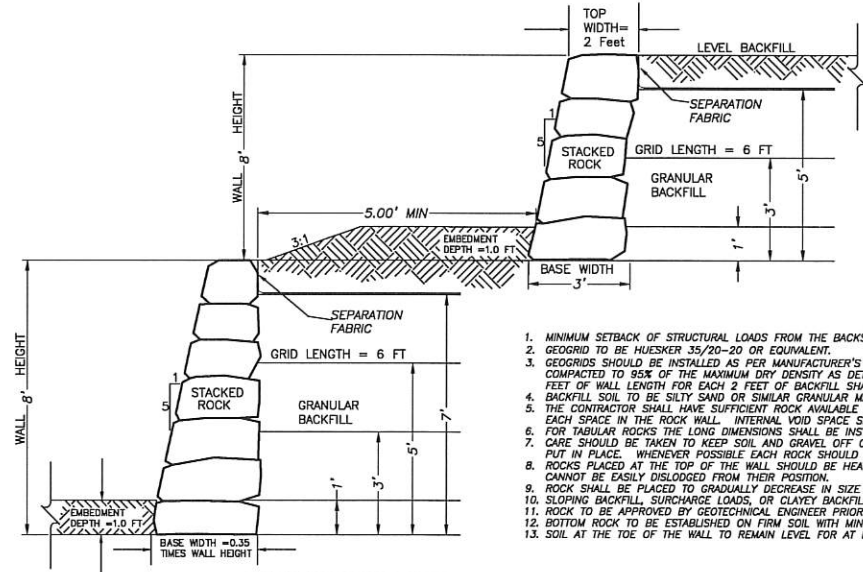 TOP
WIDTH=
2 Feet
LEVEL BACKFILL
SEPARATION
FABRIC
WALL 8' HEIGHT
1
5
STACKED
ROCK
GRID LENGTH = 6 FT
GRANULAR
BACKFILL
5'
3'
1'
5.00' MIN
3:1
EMBEDMENT
DEPTH =1.0 FT
BASE WIDTH
3'
SEPARATION
FABRIC
WALL 8' HEIGHT
GRID LENGTH = 6 FT
1
5
STACKED
ROCK
GRANULAR
BACKFILL
7'
5'
3'
1'
EMBEDMENT
DEPTH =1.0 FT
BASE WIDTH =0.35
TIMES WALL HEIGHT
1. MINIMUM SETBACK OF STRUCTURAL LOADS FROM THE BACKS
2. GEOGRID TO BE HUESKER 35/20-20 OR EQUIVALENT.
3. GEOGRIDS SHOULD BE INSTALLED AS PER MANUFACTURER'S
COMPACTED TO 95% OF THE MAXIMUM DRY DENSITY AS DET
FEET OF WALL LENGTH FOR EACH 2 FEET OF BACKFILL SHA
4. BACKFILL SOIL TO BE SILTY SAND OR SIMILAR GRANULAR M
5. THE CONTRACTOR SHALL HAVE SUFFICIENT ROCK AVAILABLE
EACH SPACE IN THE ROCK WALL. INTERNAL VOID SPACE S
6. FOR TABULAR ROCKS THE LONG DIMENSIONS SHALL BE INS
7. CARE SHOULD BE TAKEN TO KEEP SOIL AND GRAVEL OFF O
PUT IN PLACE. WHENEVER POSSIBLE EACH ROCK SHOULD
8. ROCKS PLACED AT THE TOP OF THE WALL SHOULD BE HEA
CANNOT BE EASILY DISLODGED FROM THEIR POSITION.
9. ROCK SHALL BE PLACED TO GRADUALLY DECREASE IN SIZE
10. SLOPING BACKFILL, SURCHARGE LOADS, OR CLAYEY BACKFIL
11. ROCK TO BE APPROVED BY GEOTECHNICAL ENGINEER PRIOR
12. BOTTOM ROCK TO BE ESTABLISHED ON FIRM SOIL WITH MIN
13. SOIL AT THE TOE OF THE WALL TO REMAIN LEVEL FOR AT